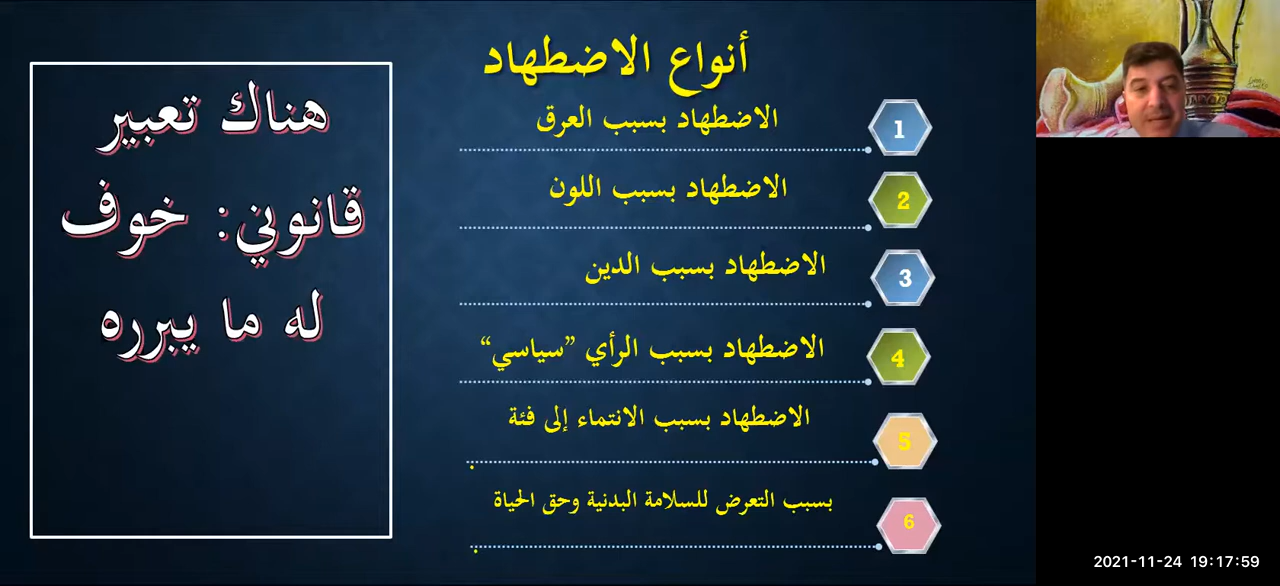 أنواع الاضطهاد
1 الاضطهاد بسبب العرق
2 الاضطهاد بسبب اللون
3 الاضطهاد بسبب الدين
4 الاضطهاد بسبب الرأي “سياسي”
5 الاضطهاد بسبب الانتماء إلى فئة
.
6 بسبب التعرض للسلامة البدنية وحق الحياة
.
هناك تعبير
قانوني: خوف
له ما يبرره
2021-11-24 19:17:59